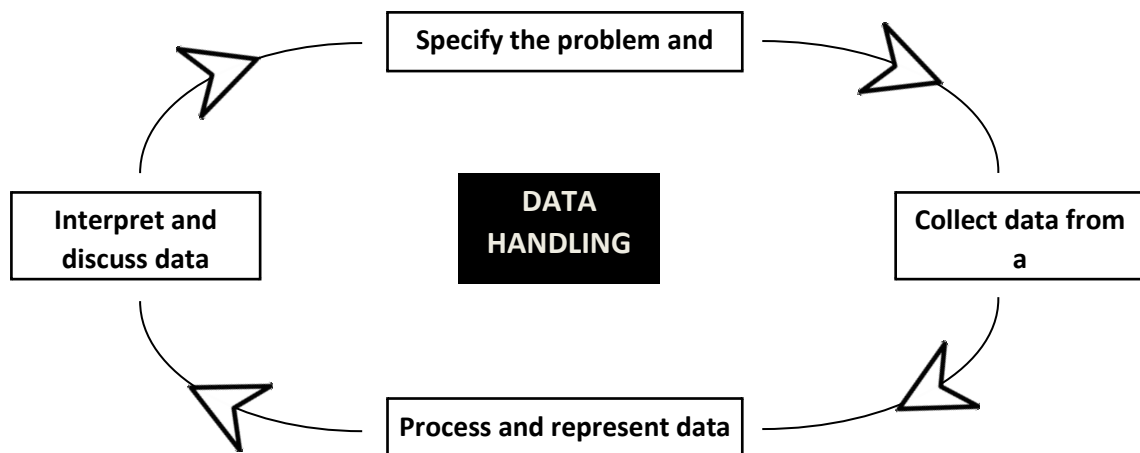 Specify the problem and
Interpret and
discuss data
DATA
HANDLING
Collect data from
a
Process and represent data